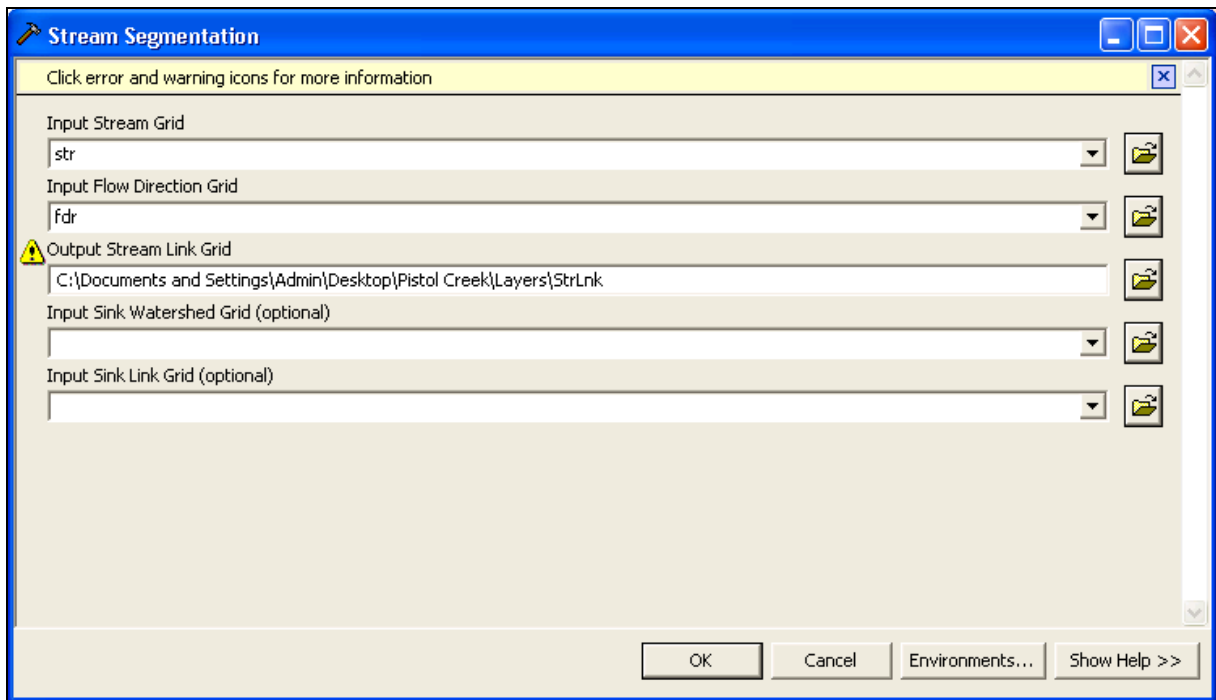 Stream Segmentation
Click error and warning icons for more information
Input Stream Grid
str
Input Flow Direction Grid
fdr
Output Stream Link Grid
C:\Documents and Settings\Admin\Desktop\Pistol Creek\Layers\StrLnk
Input Sink Watershed Grid (optional)
Input Sink Link Grid (optional)
OK Cancel Environments... Show Help >>